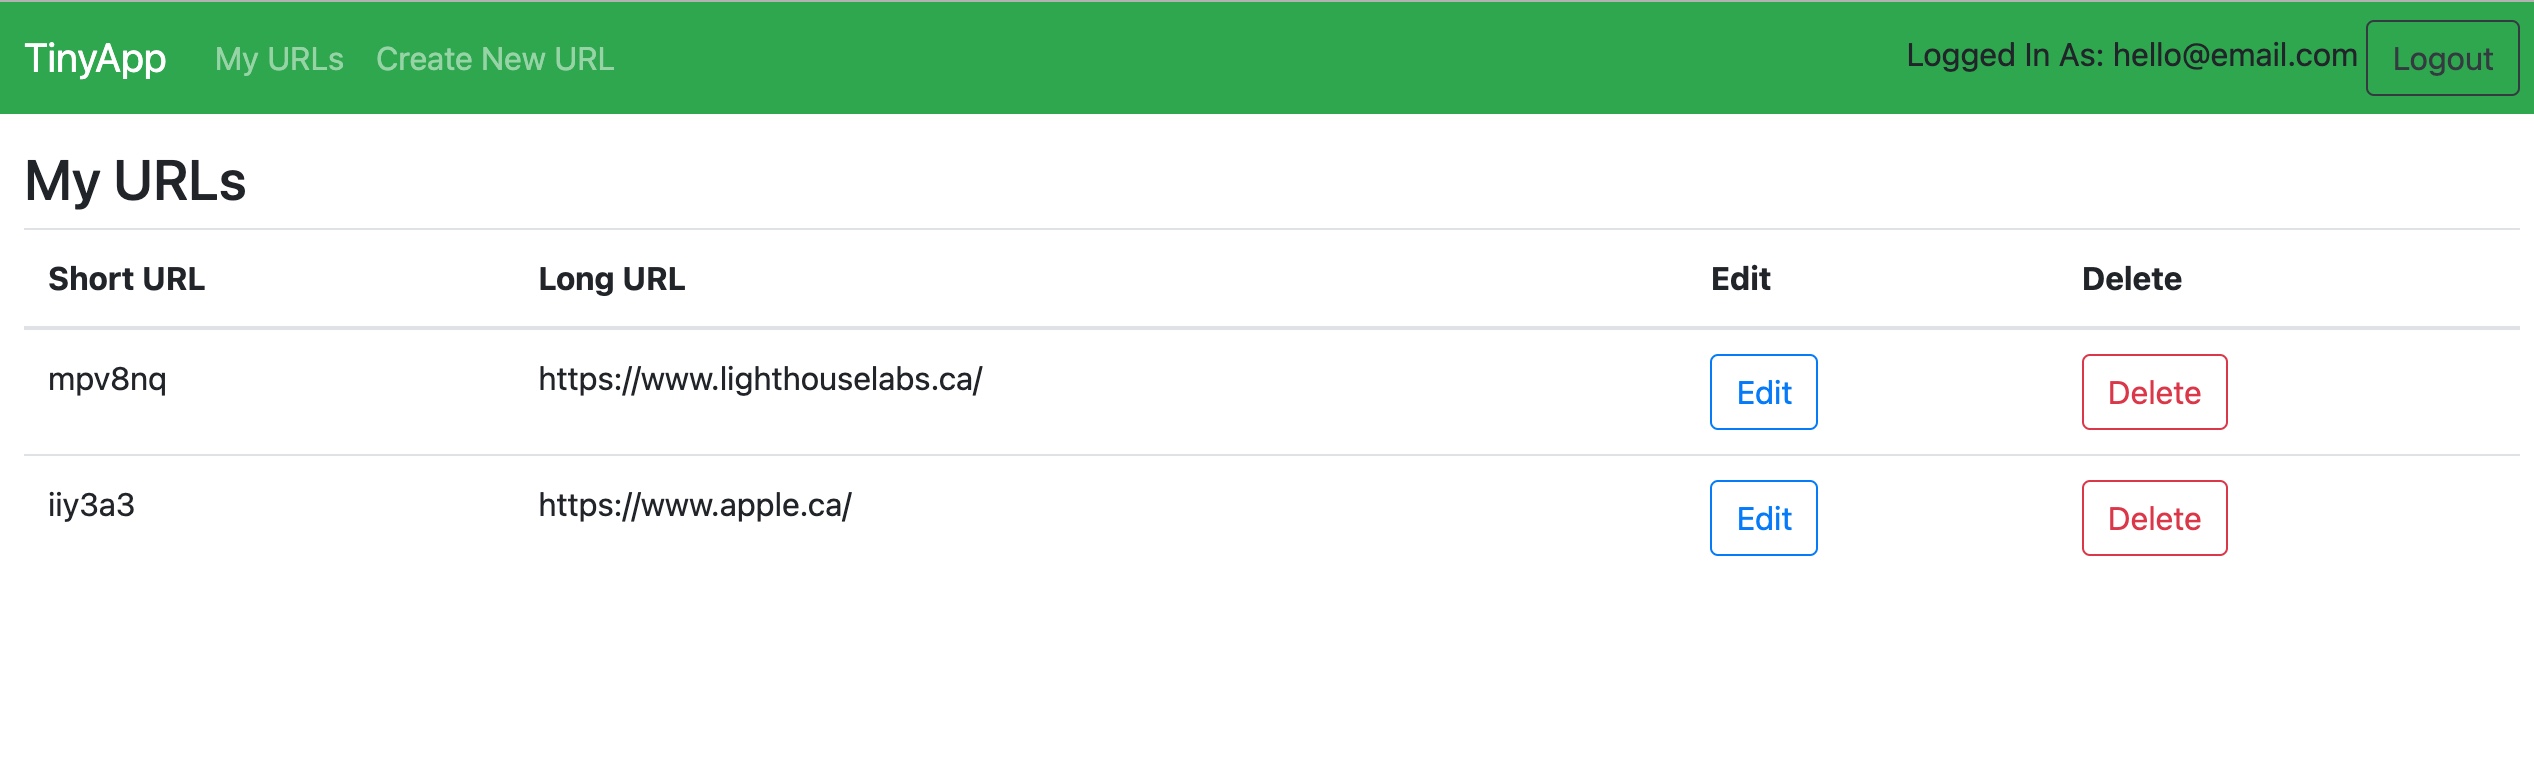 TinyApp My URLs Create New URL Logged In As: hello@email.com Logout
My URLs
Short URL Long URL Edit Delete
mpv8nq https://www.lighthouselabs.ca/ Edit Delete
iiy3a3 https://www.apple.ca/ Edit Delete